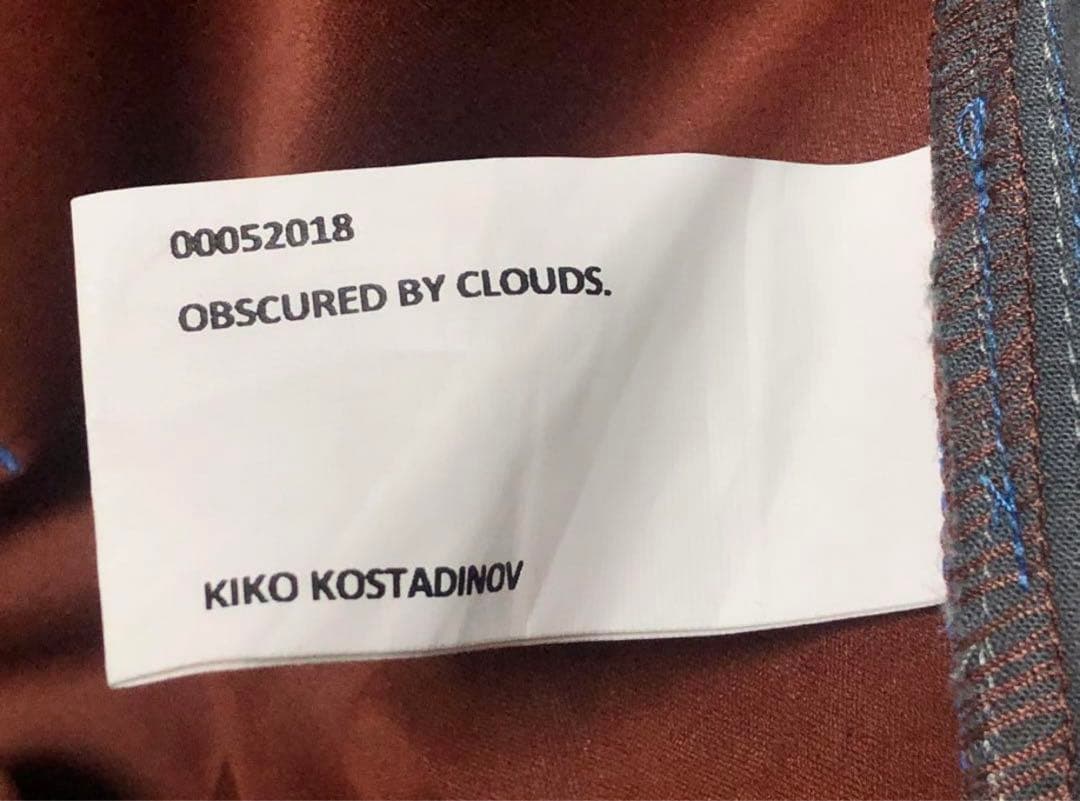 00052018
OBSCURED BY CLOUDS.
KIKO KOSTADINOV